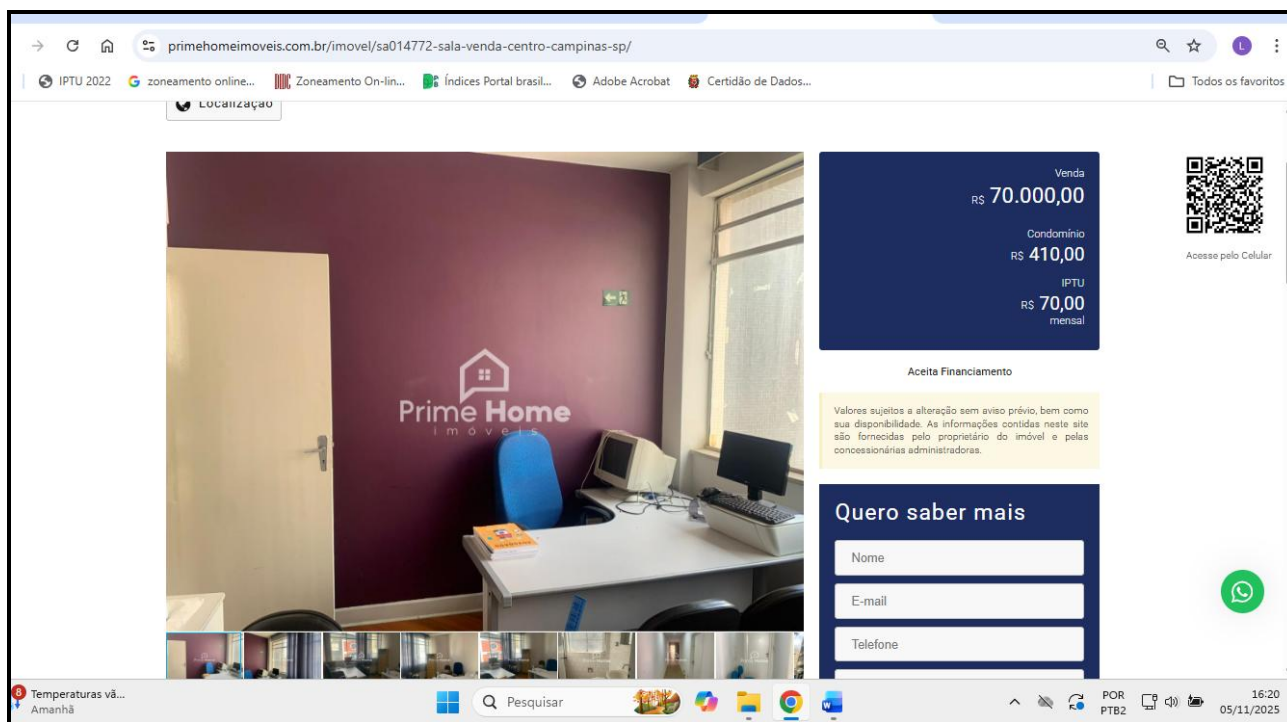 primehomeimoveis.com.br/imovel/sa014772-sala-venda-centro-campinas-sp/
L
IPTU 2022
zoneamento online...
Zoneamento On-lin...
Índices Portal brasil...
Adobe Acrobat
Certidão de Dados...
Todos os favoritos
Localização
Venda
R$ 70.000,00
Condomínio
R$ 410,00
IPTU
R$ 70,00
mensal
Acesse pelo Celular
Aceita Financiamento
Valores sujeitos a alteração sem aviso prévio, bem como
sua disponibilidade. As informações contidas neste site
são fornecidas pelo proprietário do imóvel e pelas
concessionárias administradoras.
Prime Home
imóveis
Quero saber mais
Nome
E-mail
Telefone
8
Temperaturas vã...
Amanhã
Pesquisar
POR
PTB2
16:20
05/11/2025